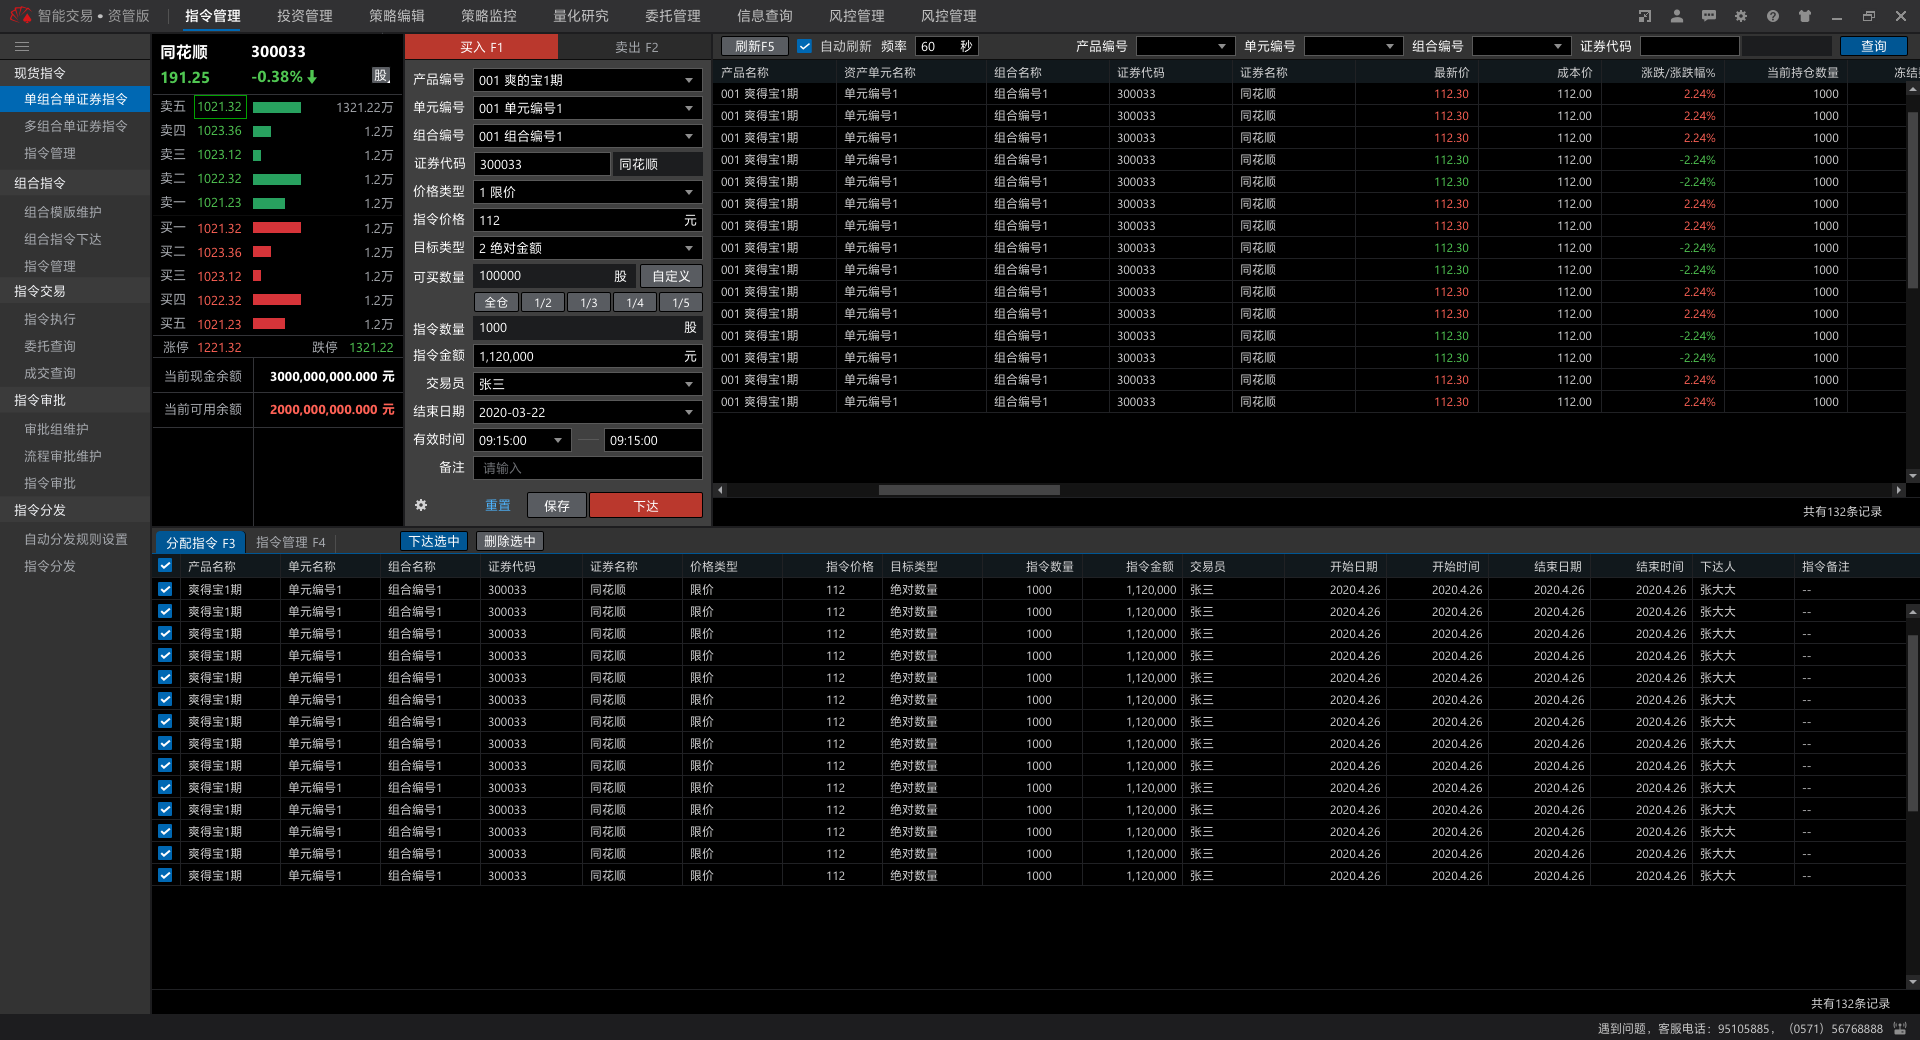 智能交易 • 资管版 指令管理 投资管理 策略编辑 策略监控 量化研究 委托管理 信息查询 风控管理 风控管理
现货指令
单组合单证券指令
多组合单证券指令
指令管理
组合指令
组合模版维护
组合指令下达
指令管理
指令交易
指令执行
委托查询
成交查询
指令审批
审批组维护
流程审批维护
指令审批
指令分发
自动分发规则设置
指令分发
同花顺 300033
191.25 -0.38% 股
卖五 1021.32 1321.22万
卖四 1023.36 1.2万
卖三 1023.12 1.2万
卖二 1022.32 1.2万
卖一 1021.23 1.2万
买一 1021.32 1.2万
买二 1023.36 1.2万
买三 1023.12 1.2万
买四 1022.32 1.2万
买五 1021.23 1.2万
涨停 1221.32 跌停 1321.22
当前现金余额 3000,000,000.000 元
当前可用余额 2000,000,000.000 元
买入 F1 卖出 F2
产品编号 001 爽的宝1期
单元编号 001 单元编号1
组合编号 001 组合编号1
证券代码 300033 同花顺
价格类型 1 限价
指令价格 112 元
目标类型 2 绝对金额
可买数量 100000 股 自定义
全仓 1/2 1/3 1/4 1/5
指令数量 1000 股
指令金额 1,120,000 元
交易员 张三
结束日期 2020-03-22
有效时间 09:15:00 09:15:00
备注 请输入
重置 保存 下达
刷新F5 自动刷新 频率 60 秒 产品编号 单元编号 组合编号 证券代码 查询
产品名称 资产单元名称 组合名称 证券代码 证券名称 最新价 成本价 涨跌/涨跌幅% 当前持仓数量 冻结
001 爽得宝1期 单元编号1 组合编号1 300033 同花顺 112.30 112.00 2.24% 1000
001 爽得宝1期 单元编号1 组合编号1 300033 同花顺 112.30 112.00 2.24% 1000
001 爽得宝1期 单元编号1 组合编号1 300033 同花顺 112.30 112.00 2.24% 1000
001 爽得宝1期 单元编号1 组合编号1 300033 同花顺 112.30 112.00 -2.24% 1000
001 爽得宝1期 单元编号1 组合编号1 300033 同花顺 112.30 112.00 -2.24% 1000
001 爽得宝1期 单元编号1 组合编号1 300033 同花顺 112.30 112.00 2.24% 1000
001 爽得宝1期 单元编号1 组合编号1 300033 同花顺 112.30 112.00 2.24% 1000
001 爽得宝1期 单元编号1 组合编号1 300033 同花顺 112.30 112.00 -2.24% 1000
001 爽得宝1期 单元编号1 组合编号1 300033 同花顺 112.30 112.00 -2.24% 1000
001 爽得宝1期 单元编号1 组合编号1 300033 同花顺 112.30 112.00 2.24% 1000
001 爽得宝1期 单元编号1 组合编号1 300033 同花顺 112.30 112.00 2.24% 1000
001 爽得宝1期 单元编号1 组合编号1 300033 同花顺 112.30 112.00 -2.24% 1000
001 爽得宝1期 单元编号1 组合编号1 300033 同花顺 112.30 112.00 -2.24% 1000
001 爽得宝1期 单元编号1 组合编号1 300033 同花顺 112.30 112.00 2.24% 1000
001 爽得宝1期 单元编号1 组合编号1 300033 同花顺 112.30 112.00 2.24% 1000
共有132条记录
分配指令 F3 指令管理 F4 下达选中 删除选中
产品名称 单元名称 组合名称 证券代码 证券名称 价格类型 指令价格 目标类型 指令数量 指令金额 交易员 开始日期 开始时间 结束日期 结束时间 下达人 指令备注
爽得宝1期 单元编号1 组合编号1 300033 同花顺 限价 112 绝对数量 1000 1,120,000 张三 2020.4.26 2020.4.26 2020.4.26 2020.4.26 张大大 --
爽得宝1期 单元编号1 组合编号1 300033 同花顺 限价 112 绝对数量 1000 1,120,000 张三 2020.4.26 2020.4.26 2020.4.26 2020.4.26 张大大 --
爽得宝1期 单元编号1 组合编号1 300033 同花顺 限价 112 绝对数量 1000 1,120,000 张三 2020.4.26 2020.4.26 2020.4.26 2020.4.26 张大大 --
爽得宝1期 单元编号1 组合编号1 300033 同花顺 限价 112 绝对数量 1000 1,120,000 张三 2020.4.26 2020.4.26 2020.4.26 2020.4.26 张大大 --
爽得宝1期 单元编号1 组合编号1 300033 同花顺 限价 112 绝对数量 1000 1,120,000 张三 2020.4.26 2020.4.26 2020.4.26 2020.4.26 张大大 --
爽得宝1期 单元编号1 组合编号1 300033 同花顺 限价 112 绝对数量 1000 1,120,000 张三 2020.4.26 2020.4.26 2020.4.26 2020.4.26 张大大 --
爽得宝1期 单元编号1 组合编号1 300033 同花顺 限价 112 绝对数量 1000 1,120,000 张三 2020.4.26 2020.4.26 2020.4.26 2020.4.26 张大大 --
爽得宝1期 单元编号1 组合编号1 300033 同花顺 限价 112 绝对数量 1000 1,120,000 张三 2020.4.26 2020.4.26 2020.4.26 2020.4.26 张大大 --
爽得宝1期 单元编号1 组合编号1 300033 同花顺 限价 112 绝对数量 1000 1,120,000 张三 2020.4.26 2020.4.26 2020.4.26 2020.4.26 张大大 --
爽得宝1期 单元编号1 组合编号1 300033 同花顺 限价 112 绝对数量 1000 1,120,000 张三 2020.4.26 2020.4.26 2020.4.26 2020.4.26 张大大 --
爽得宝1期 单元编号1 组合编号1 300033 同花顺 限价 112 绝对数量 1000 1,120,000 张三 2020.4.26 2020.4.26 2020.4.26 2020.4.26 张大大 --
爽得宝1期 单元编号1 组合编号1 300033 同花顺 限价 112 绝对数量 1000 1,120,000 张三 2020.4.26 2020.4.26 2020.4.26 2020.4.26 张大大 --
爽得宝1期 单元编号1 组合编号1 300033 同花顺 限价 112 绝对数量 1000 1,120,000 张三 2020.4.26 2020.4.26 2020.4.26 2020.4.26 张大大 --
爽得宝1期 单元编号1 组合编号1 300033 同花顺 限价 112 绝对数量 1000 1,120,000 张三 2020.4.26 2020.4.26 2020.4.26 2020.4.26 张大大 --
共有132条记录
遇到问题，客服电话：95105885，（0571）56768888